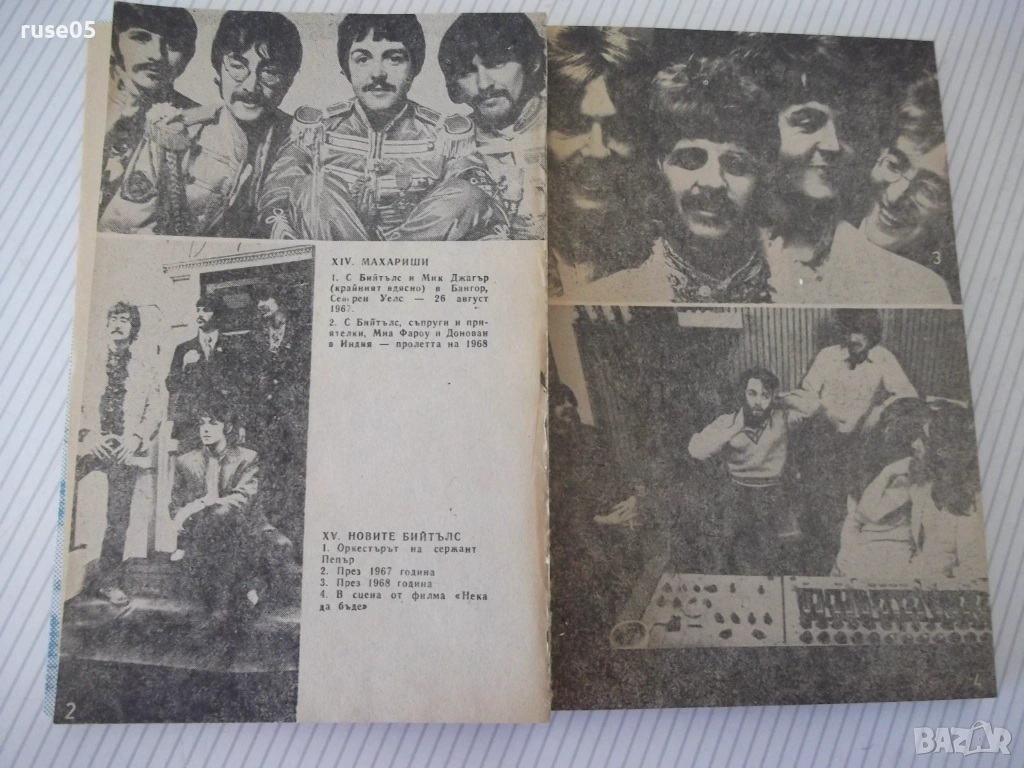 ruse05
XIV. МАХАРИШИ
1. С Бийтълс и Мик Джагър
(крайният вдясно) в Бангор,
Северен Уелс — 26 август
1967.
2. С Бийтълс, съпруги и при-
ятелки, Миа Фароу и Донован
в Индия — пролетта на 1968
XV. НОВИТЕ БИЙТЪЛС
1. Оркестърът на сержант
Пепър
2. През 1967 година
3. През 1968 година
4. В сцена от филма «Нека
да бъде»
2
3
4
BAZAR